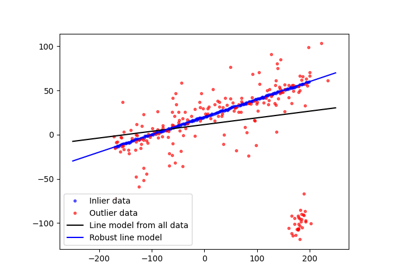 100
50
0
−50
−100
Inlier data
Outlier data
Line model from all data
Robust line model
−200
−100
0
100
200